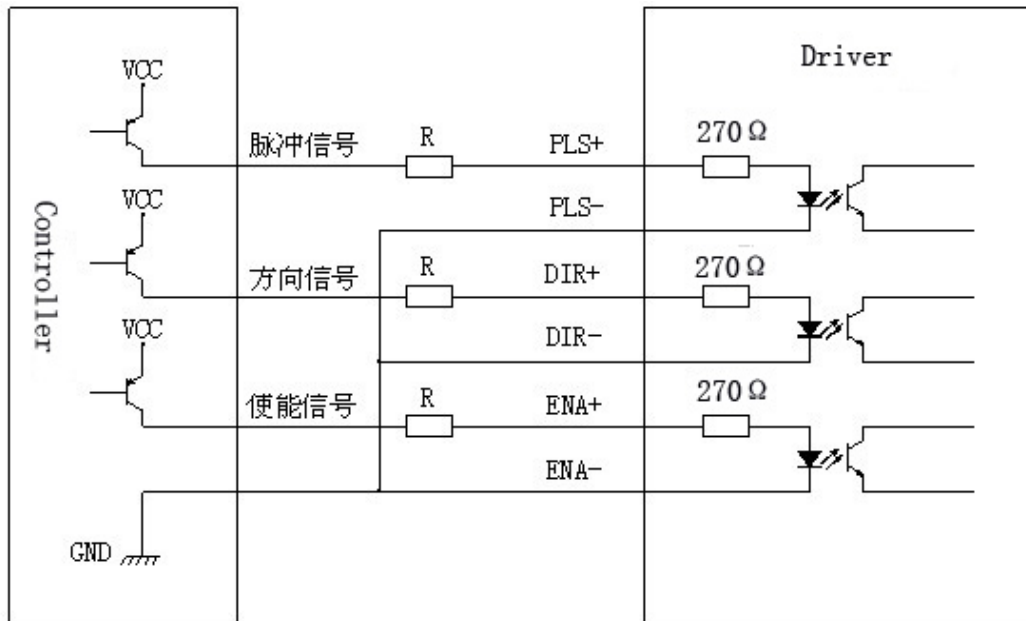 Driver
VCC
脉冲信号
R
PLS+
270Ω
PLS-
VCC
方向信号
R
DIR+
270Ω
DIR-
Controller
VCC
使能信号
R
ENA+
270Ω
ENA-
GND